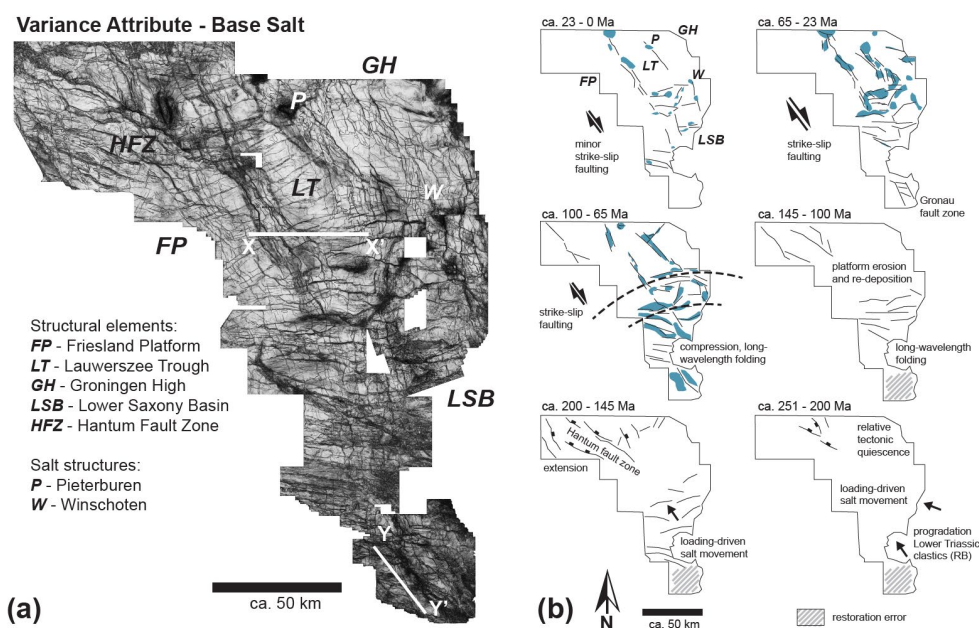 Variance Attribute - Base Salt
GH
P
HFZ
LT
W
FP
X
X'
Structural elements:
FP - Friesland Platform
LT - Lauwerszee Trough
GH - Groningen High
LSB - Lower Saxony Basin
HFZ - Hantum Fault Zone
LSB
Salt structures:
P - Pieterburen
W - Winschoten
Y
Y'
(a)
ca. 50 km
(b)
ca. 23 - 0 Ma
GH
P
LT
FP
W
LSB
minor
strike-slip
faulting
ca. 65 - 23 Ma
strike-slip
faulting
Gronau
fault zone
ca. 100 - 65 Ma
strike-slip
faulting
compression, long-
wavelength folding
ca. 145 - 100 Ma
platform erosion
and re-deposition
long-wavelength
folding
ca. 200 - 145 Ma
Hantum fault zone
extension
loading-driven
salt movement
ca. 251 - 200 Ma
relative
tectonic
quiescence
loading-driven
salt movement
progradation
Lower Triassic
clastics (RB)
N
ca. 50 km
restoration error